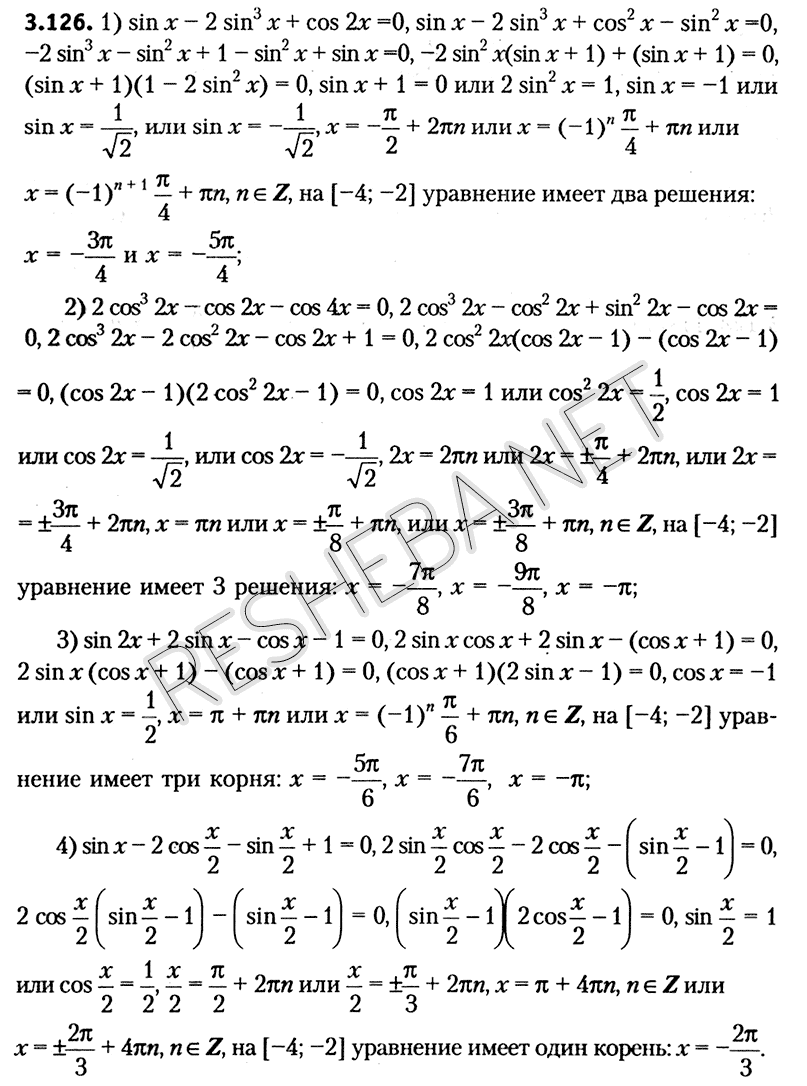 3.126. 1) sin x − 2 sin³ x + cos 2x =0, sin x − 2 sin³ x + cos² x − sin² x =0,
−2 sin³ x − sin² x + 1 − sin² x + sin x =0, −2 sin² x(sin x + 1) + (sin x + 1) = 0,
(sin x + 1)(1 − 2 sin² x) = 0, sin x + 1 = 0 или 2 sin² x = 1, sin x = −1 или
sin x = 1/√2, или sin x = −1/√2, x = −π/2 + 2πn или x = (−1)ⁿ π/4 + πn или
x = (−1)ⁿ⁺¹ π/4 + πn, n ∈ Z, на [−4; −2] уравнение имеет два решения:
x = −3π/4 и x = −5π/4;
2) 2 cos³ 2x − cos 2x − cos 4x = 0, 2 cos³ 2x − cos² 2x + sin² 2x − cos 2x =
0, 2 cos³ 2x − 2 cos² 2x − cos 2x + 1 = 0, 2 cos² 2x(cos 2x − 1) − (cos 2x − 1)
= 0, (cos 2x − 1)(2 cos² 2x − 1) = 0, cos 2x = 1 или cos² 2x = 1/2, cos 2x = 1
или cos 2x = 1/√2, или cos 2x = −1/√2, 2x = 2πn или 2x = ±π/4 + 2πn, или 2x =
= ±3π/4 + 2πn, x = πn или x = ±π/8 + πn, или x = ±3π/8 + πn, n ∈ Z, на [−4; −2]
уравнение имеет 3 решения: x = −7π/8, x = −9π/8, x = −π;
3) sin 2x + 2 sin x − cos x − 1 = 0, 2 sin x cos x + 2 sin x − (cos x + 1) = 0,
2 sin x (cos x + 1) − (cos x + 1) = 0, (cos x + 1)(2 sin x − 1) = 0, cos x = −1
или sin x = 1/2, x = π + πn или x = (−1)ⁿ π/6 + πn, n ∈ Z, на [−4; −2] урав-
нение имеет три корня: x = −5π/6, x = −7π/6, x = −π;
4) sin x − 2 cos x/2 − sin x/2 + 1 = 0, 2 sin x/2 cos x/2 − 2 cos x/2 − (sin x/2 − 1) = 0,
2 cos x/2 (sin x/2 − 1) − (sin x/2 − 1) = 0, (sin x/2 − 1)(2cos x/2 − 1) = 0, sin x/2 = 1
или cos x/2 = 1/2, x/2 = π/2 + 2πn или x/2 = ±π/3 + 2πn, x = π + 4πn, n ∈ Z или
x = ±2π/3 + 4πn, n ∈ Z, на [−4; −2] уравнение имеет один корень: x = −2π/3.
RESHEBA.NET